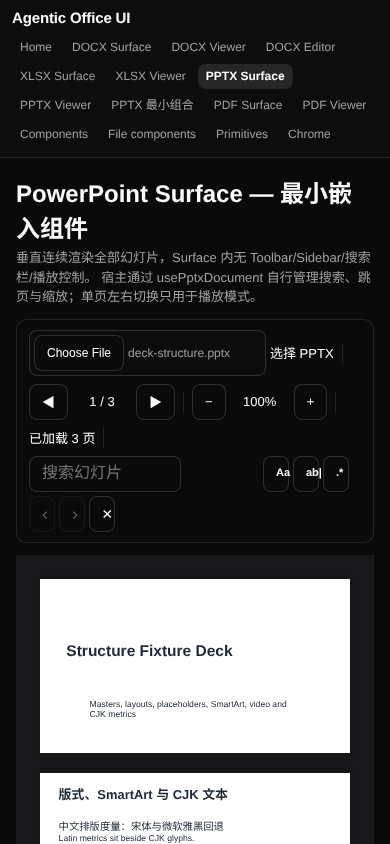 Agentic Office UI
Home DOCX Surface DOCX Viewer DOCX Editor
XLSX Surface XLSX Viewer PPTX Surface
PPTX Viewer PPTX 最小组合 PDF Surface PDF Viewer
Components File components Primitives Chrome
PowerPoint Surface — 最小嵌
入组件
垂直连续渲染全部幻灯片，Surface 内无 Toolbar/Sidebar/搜索
栏/播放控制。 宿主通过 usePptxDocument 自行管理搜索、跳
页与缩放；单页左右切换只用于播放模式。
Choose File deck-structure.pptx 选择 PPTX
◀ 1 / 3 ▶ − 100% +
已加载 3 页
搜索幻灯片 Aa ab| .*
‹ › ✕
Structure Fixture Deck
Masters, layouts, placeholders, SmartArt, video and
CJK metrics
版式、SmartArt 与 CJK 文本
中文排版度量：宋体与微软雅黑回退
Latin metrics sit beside CJK glyphs.